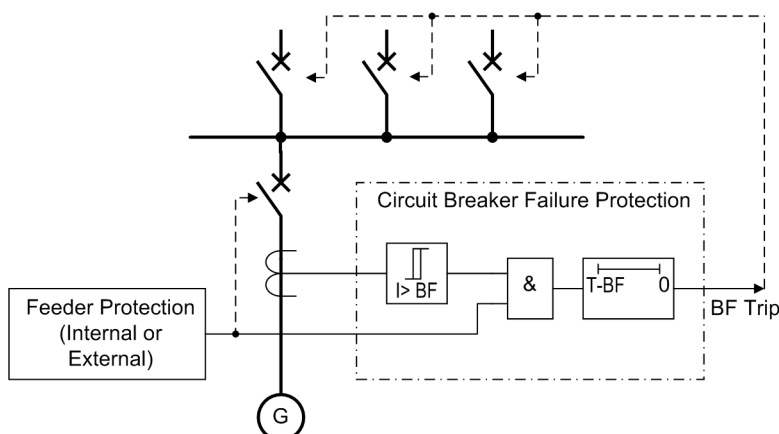 Circuit Breaker Failure Protection
I> BF
&
T-BF 0
BF Trip
Feeder Protection
(Internal or
External)
G